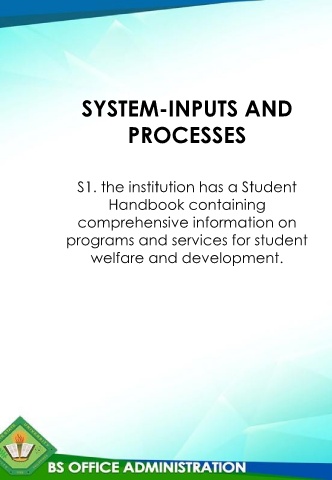 SYSTEM-INPUTS AND
PROCESSES
S1. the institution has a Student
Handbook containing
comprehensive information on
programs and services for student
welfare and development.
BS OFFICE ADMINISTRATION